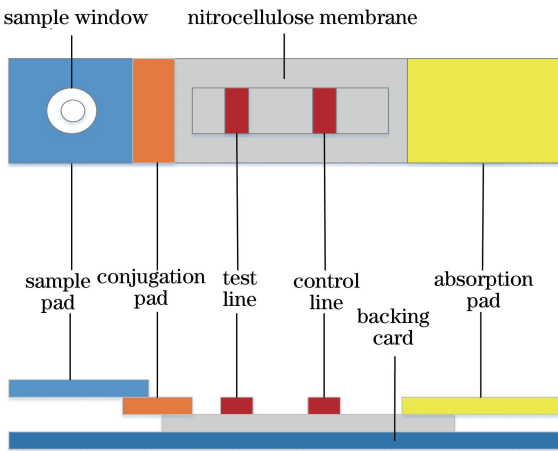 sample window
nitrocellulose membrane
sample
pad
conjugation
pad
test
line
control
line
absorption
pad
backing
card